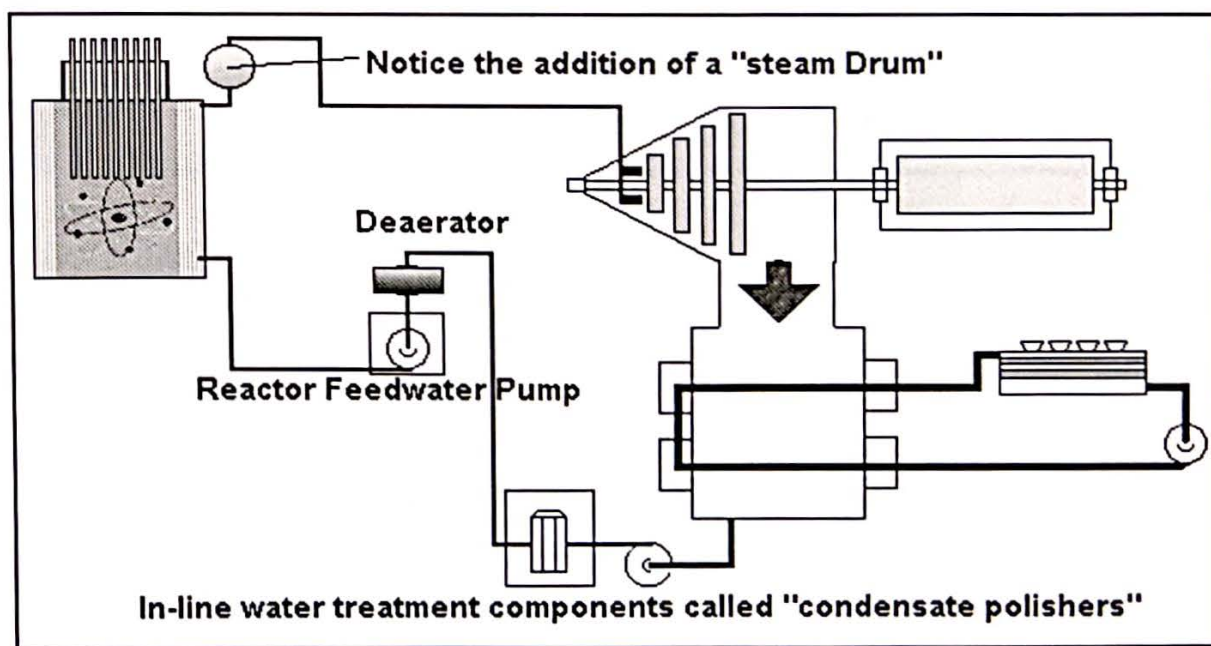 Notice the addition of a "steam Drum"
Deaerator
Reactor Feedwater Pump
In-line water treatment components called "condensate polishers"